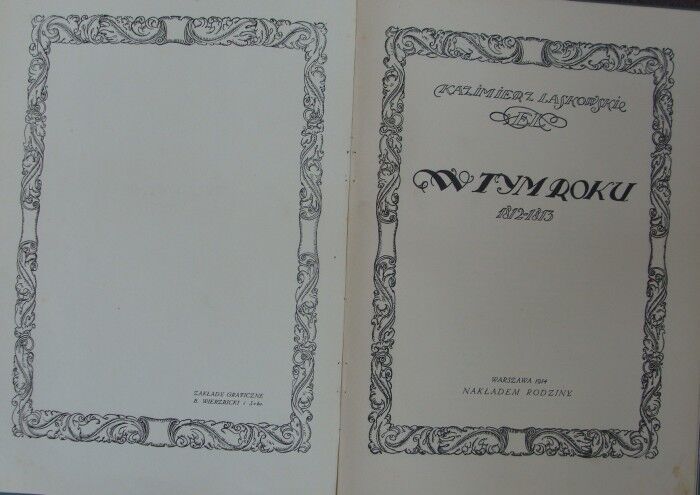 ZAKŁADY GRAFICZNE
B. WIERZBICKI i S-ka.
KAZIMIERZ LASKOWSKI
W TYM ROKU
1812-1813
WARSZAWA 1914
NAKŁADEM RODZINY